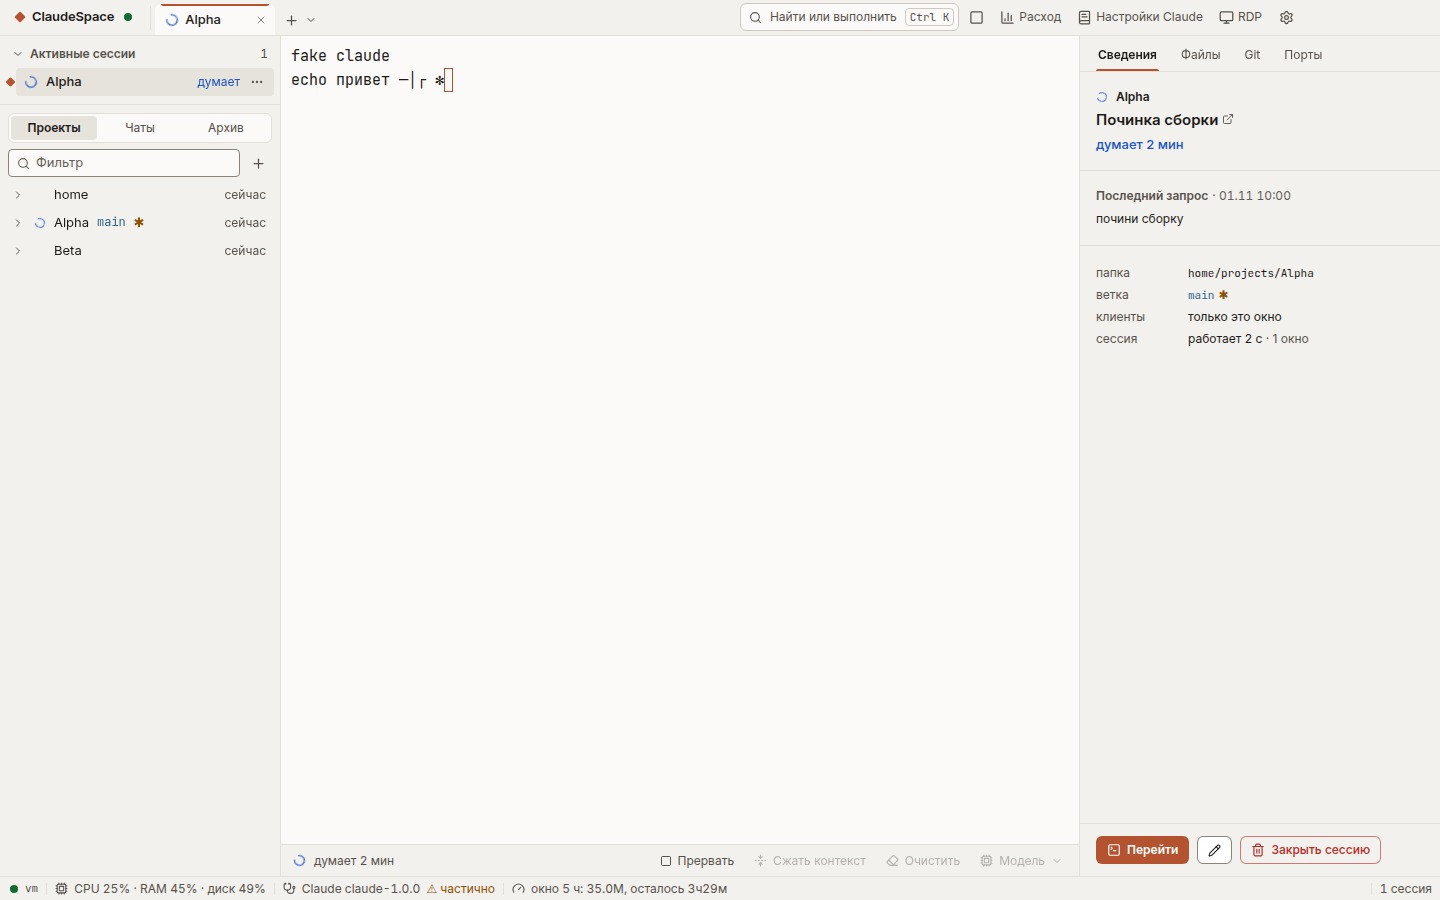 ClaudeSpace
Alpha
Найти или выполнить Ctrl K
Расход
Настройки Claude
RDP
Активные сессии 1
Alpha думает ···
Проекты Чаты Архив
Фильтр
home сейчас
Alpha main ✱ сейчас
Beta сейчас
fake claude
echo привет ─│┌ ✻
думает 2 мин
Прервать
Сжать контекст
Очистить
Модель
Сведения Файлы Git Порты
Alpha
Починка сборки
думает 2 мин
Последний запрос · 01.11 10:00
почини сборку
папка home/projects/Alpha
ветка main ✱
клиенты только это окно
сессия работает 2 с · 1 окно
Перейти
Закрыть сессию
vm CPU 25% · RAM 45% · диск 49% Claude claude-1.0.0 ⚠ частично окно 5 ч: 35.0M, осталось 3ч29м 1 сессия